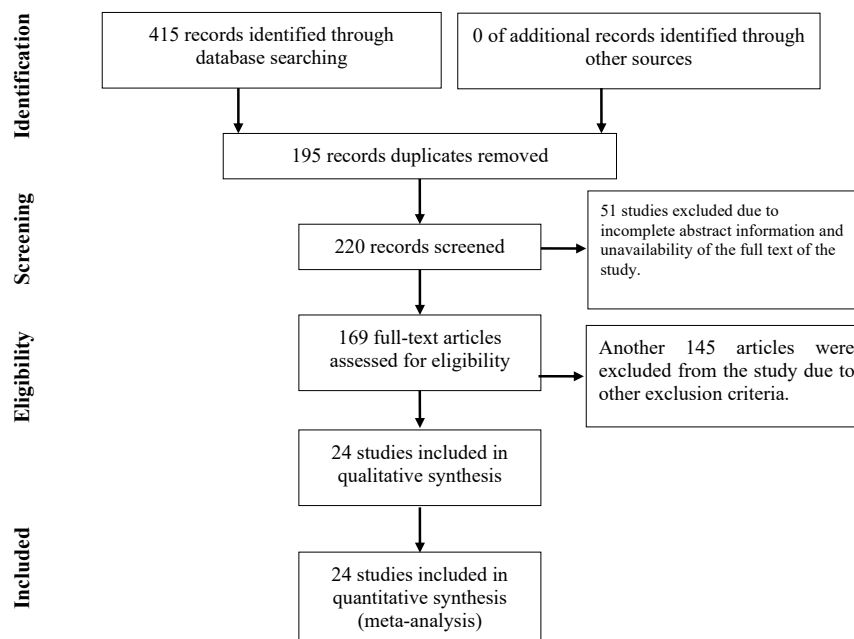 Identification
415 records identified through
database searching
0 of additional records identified through
other sources
195 records duplicates removed
Screening
220 records screened
51 studies excluded due to
incomplete abstract information and
unavailability of the full text of the
study.
Eligibility
169 full-text articles
assessed for eligibility
Another 145 articles were
excluded from the study due to
other exclusion criteria.
24 studies included in
qualitative synthesis
Included
24 studies included in
quantitative synthesis
(meta-analysis)